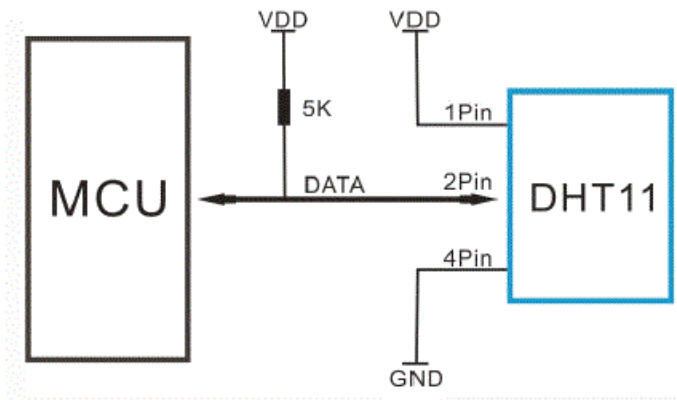 VDD
VDD
5K
1Pin
MCU
DATA
2Pin
DHT11
4Pin
GND